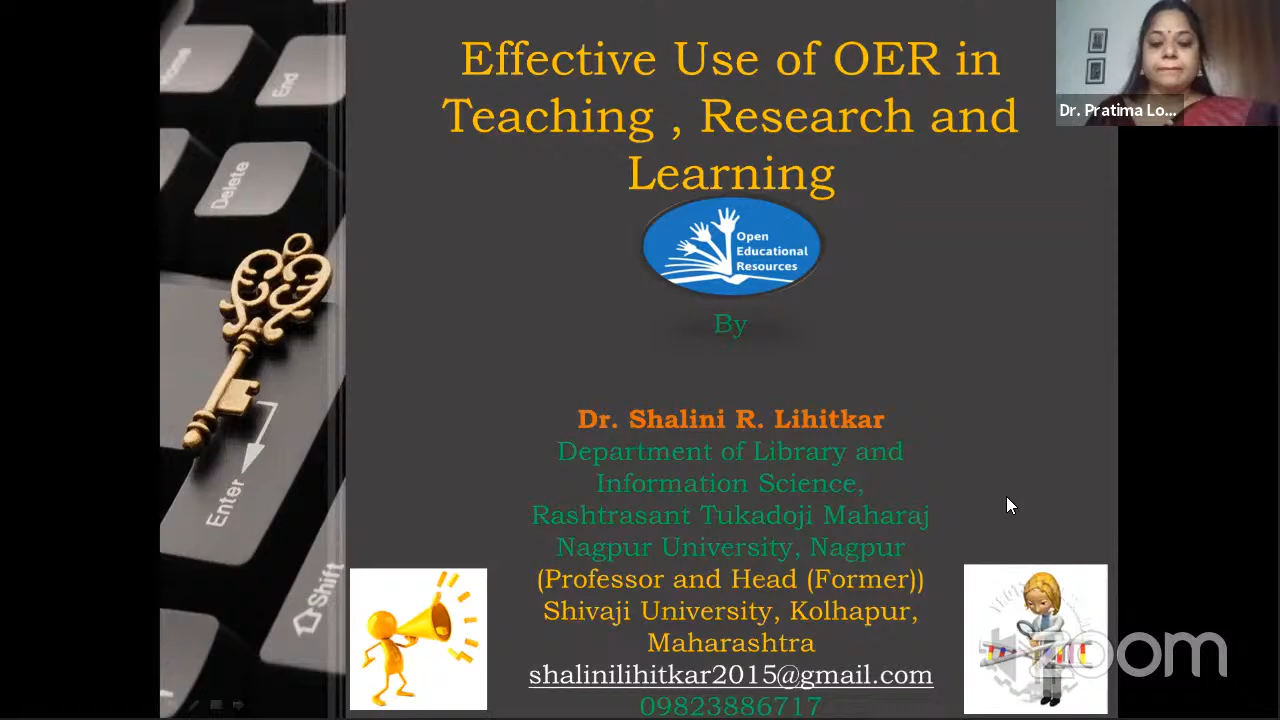 Effective Use of OER in
Teaching , Research and
Learning
Open
Educational
Resources
By
Dr. Shalini R. Lihitkar
Department of Library and
Information Science,
Rashtrasant Tukadoji Maharaj
Nagpur University, Nagpur
(Professor and Head (Former))
Shivaji University, Kolhapur,
Maharashtra
shalinilihitkar2015@gmail.com
09823886717
Dr. Pratima Lo...
Home
End
Delete
Enter
Shift
zoom